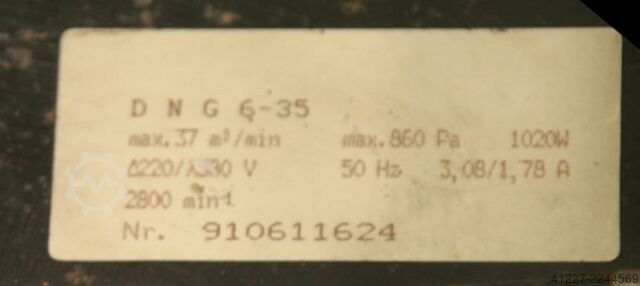 D N G 6-35
max.37 m³/min max.860 Pa 1020W
Δ220/⅄380 V 50 Hz 3,08/1,78 A
2800 min-1
Nr. 910611624
41227-2244569